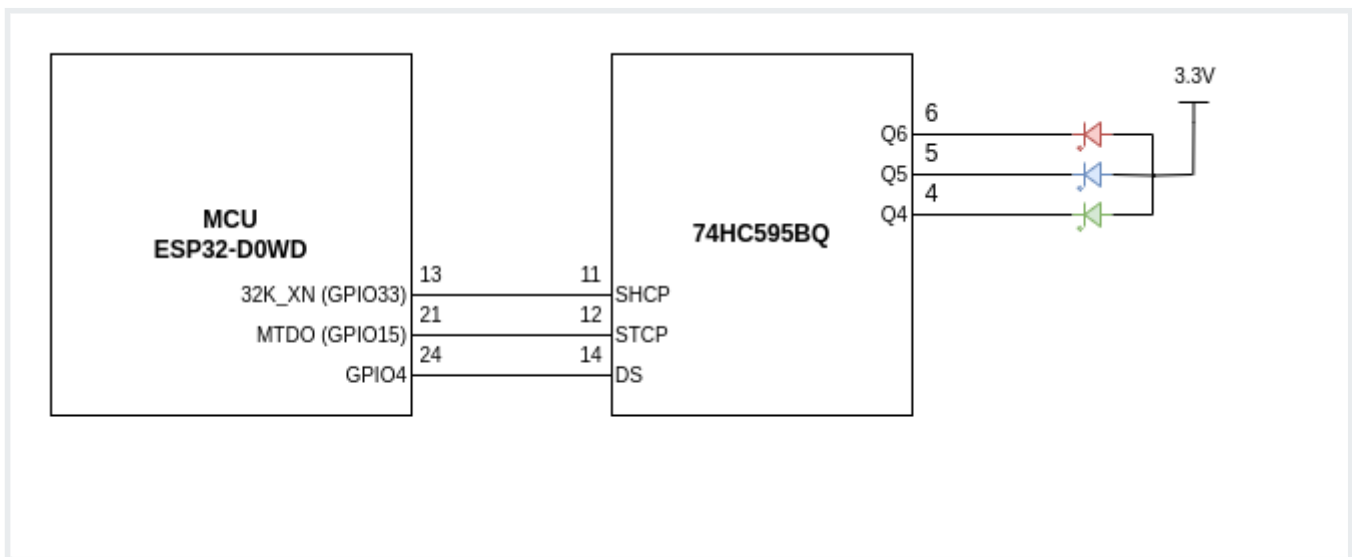 3.3V
6
Q6
5
Q5
4
Q4
MCU
ESP32-D0WD
74HC595BQ
13
11
32K_XN (GPIO33)
SHCP
21
12
MTDO (GPIO15)
STCP
24
14
GPIO4
DS